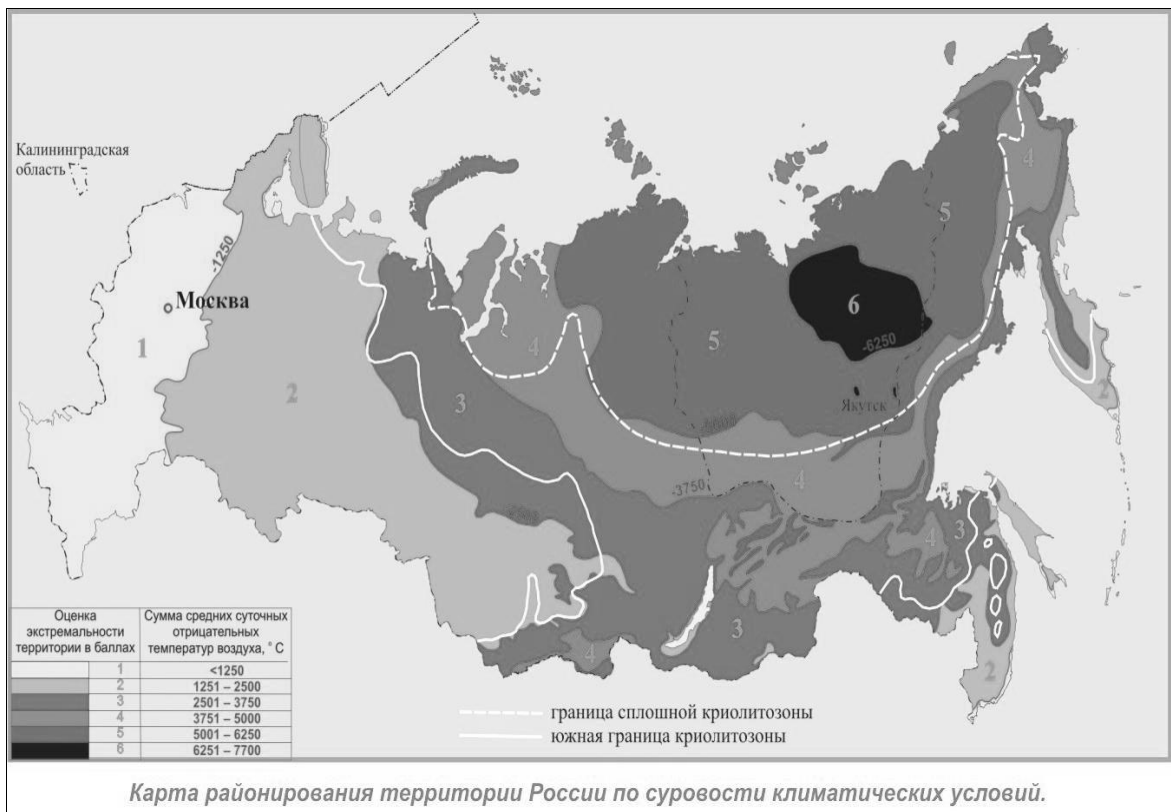 Калининградская
область
-1250
Москва
1
2
3
4
5
5
6
-6250
Якутск
4
-3750
4
3
4
3
4
2
2
Оценка
экстремальности
территории в баллах
Сумма средних суточных
отрицательных
температур воздуха, ° С
1 <1250
2 1251 – 2500
3 2501 – 3750
4 3751 – 5000
5 5001 – 6250
6 6251 – 7700
граница сплошной криолитозоны
южная граница криолитозоны
Карта районирования территории России по суровости климатических условий.